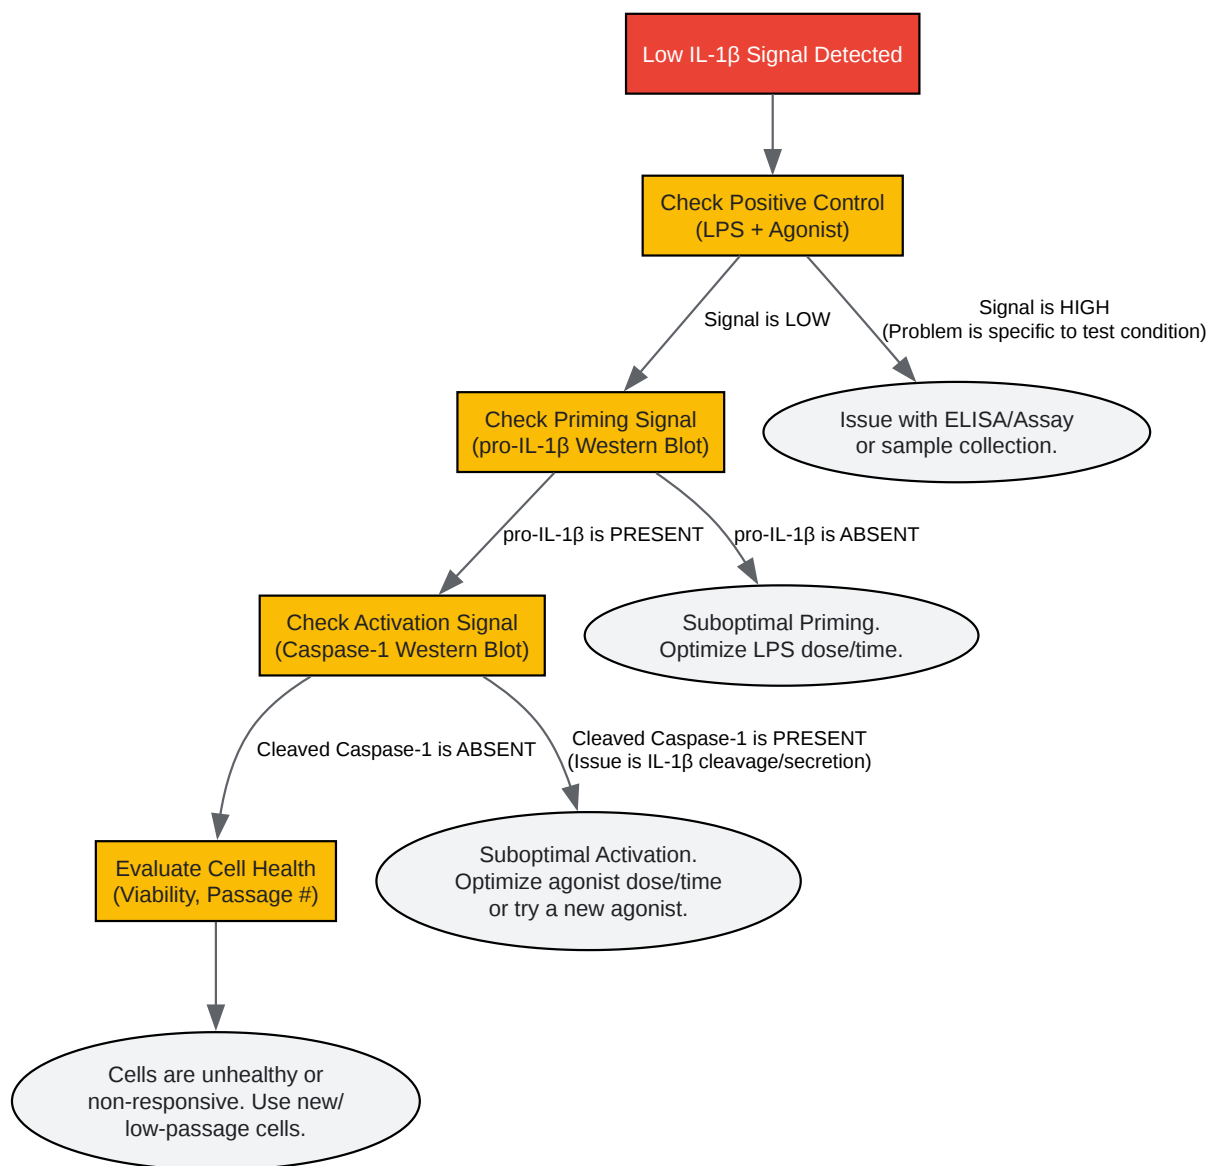 Low IL-1β Signal Detected
Check Positive Control
(LPS + Agonist)
Signal is LOW
Signal is HIGH
(Problem is specific to test condition)
Check Priming Signal
(pro-IL-1β Western Blot)
Issue with ELISA/Assay
or sample collection.
pro-IL-1β is PRESENT
pro-IL-1β is ABSENT
Check Activation Signal
(Caspase-1 Western Blot)
Suboptimal Priming.
Optimize LPS dose/time.
Cleaved Caspase-1 is ABSENT
Cleaved Caspase-1 is PRESENT
(Issue is IL-1β cleavage/secretion)
Evaluate Cell Health
(Viability, Passage #)
Suboptimal Activation.
Optimize agonist dose/time
or try a new agonist.
Cells are unhealthy or
non-responsive. Use new/
low-passage cells.